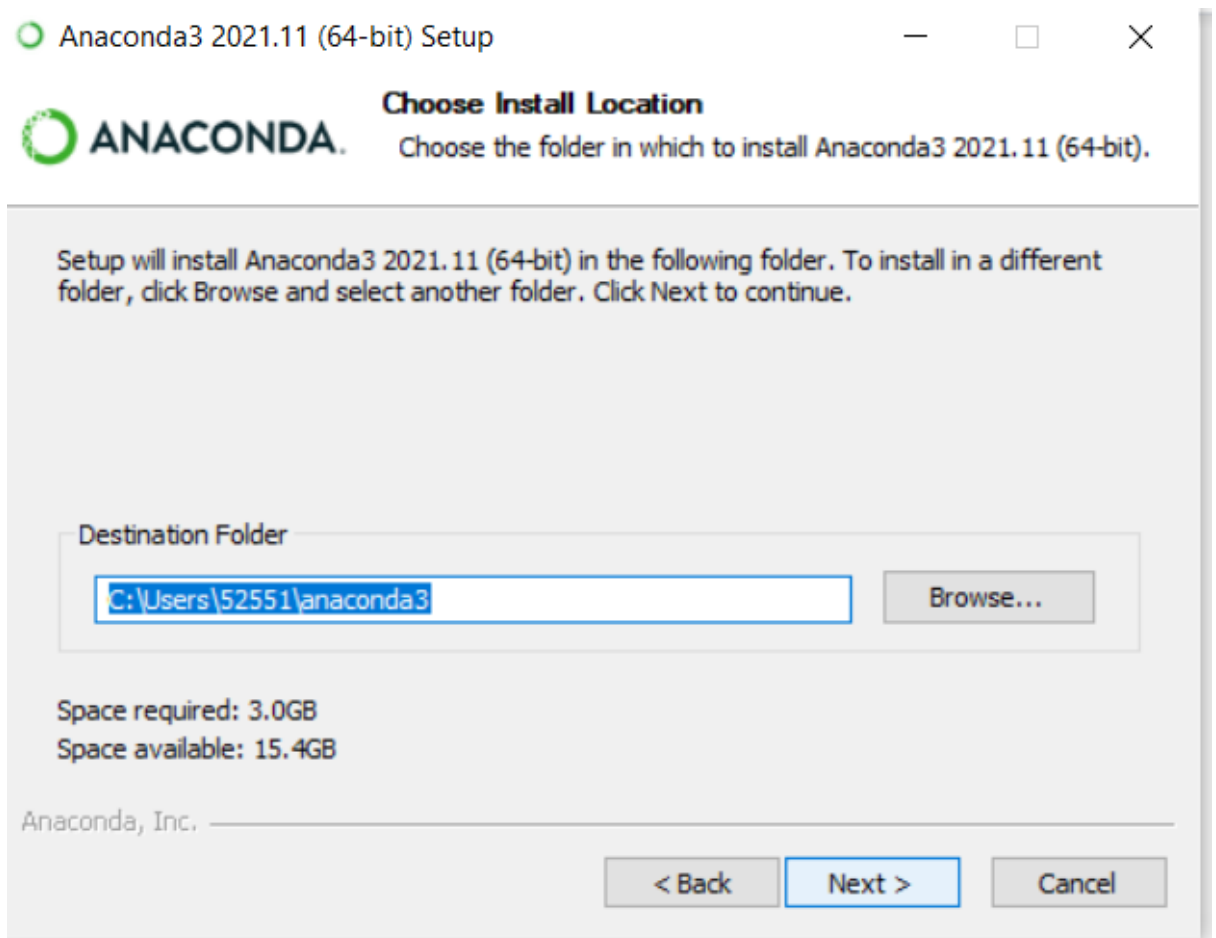 Anaconda3 2021.11 (64-bit) Setup
ANACONDA.
Choose Install Location
Choose the folder in which to install Anaconda3 2021.11 (64-bit).
Setup will install Anaconda3 2021.11 (64-bit) in the following folder. To install in a different
folder, click Browse and select another folder. Click Next to continue.
Destination Folder
C:\Users\52551\anaconda3
Browse...
Space required: 3.0GB
Space available: 15.4GB
Anaconda, Inc.
< Back
Next >
Cancel